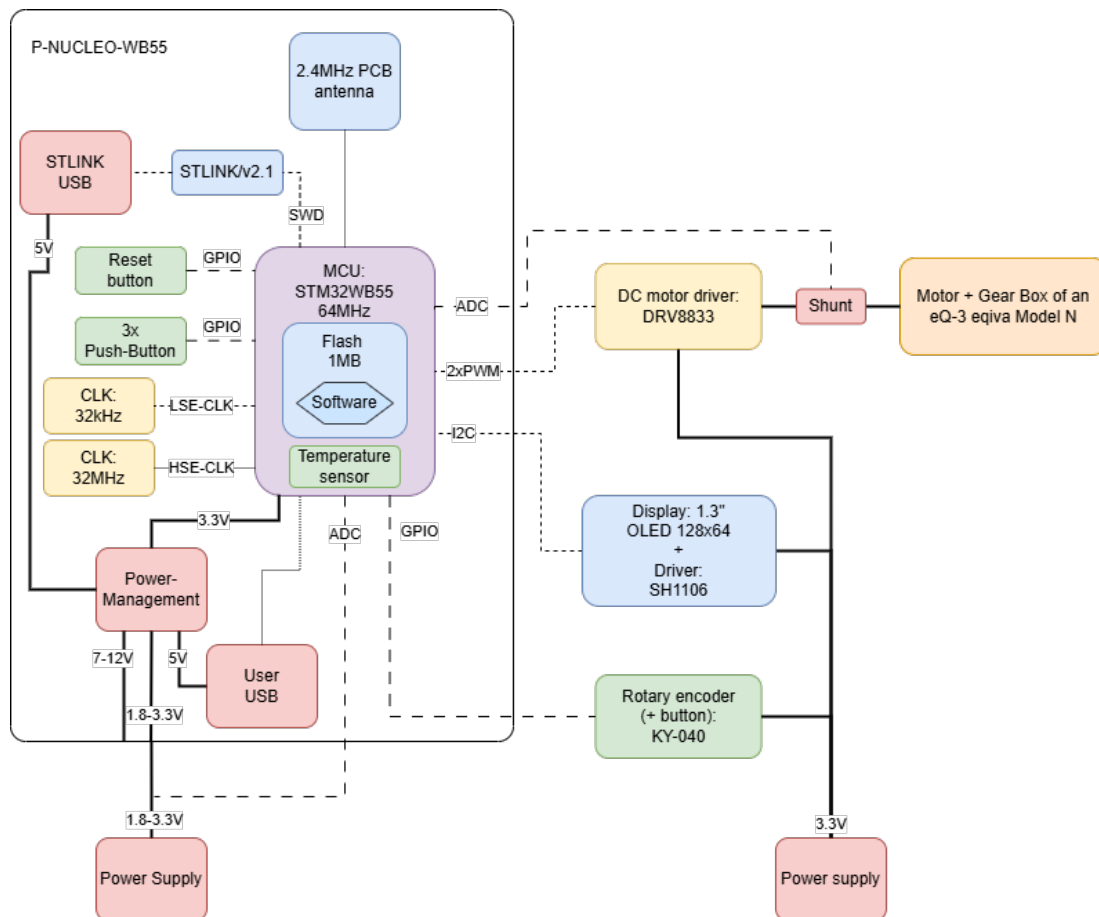 P-NUCLEO-WB55
2.4MHz PCB
antenna
STLINK
USB
STLINK/v2.1
SWD
5V
Reset
button
GPIO
3x
Push-Button
GPIO
CLK:
32kHz
LSE-CLK
CLK:
32MHz
HSE-CLK
MCU:
STM32WB55
64MHz
Flash
1MB
Software
Temperature
sensor
ADC
2xPWM
I2C
DC motor driver:
DRV8833
Shunt
Motor + Gear Box of an
eQ-3 eqiva Model N
3.3V
ADC
GPIO
Display: 1.3"
OLED 128x64
+
Driver:
SH1106
Power-
Management
7-12V
1.8-3.3V
5V
User
USB
Rotary encoder
(+ button):
KY-040
1.8-3.3V
Power Supply
3.3V
Power supply